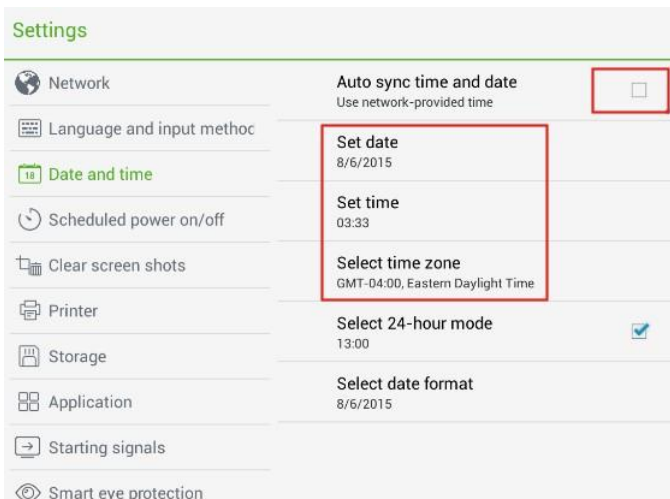 Settings
Network
Language and input methoc
18
Date and time
Scheduled power on/off
Clear screen shots
Printer
Storage
Application
Starting signals
Smart eye protection
Auto sync time and date
Use network-provided time
Set date
8/6/2015
Set time
03:33
Select time zone
GMT-04:00, Eastern Daylight Time
Select 24-hour mode
13:00
Select date format
8/6/2015